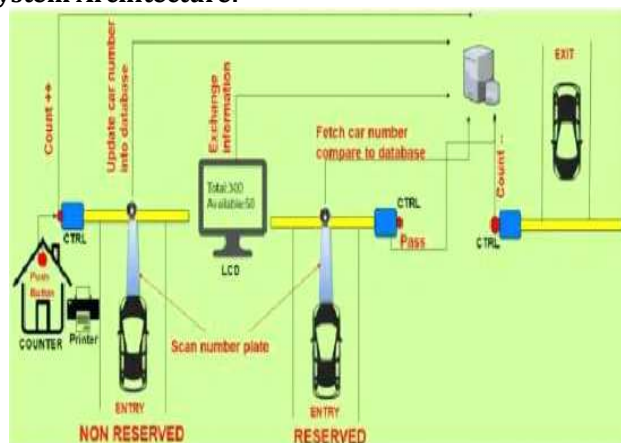 ystem Architecture:
EXIT
Count ++
Update car number
into database
Exchange
information
Fetch car number
compare to database
Count --
Total:300
Available:50
CTRL
CTRL
Pass
CTRL
LCD
Push
Button
COUNTER
Printer
Scan number plate
ENTRY
ENTRY
NON RESERVED
RESERVED